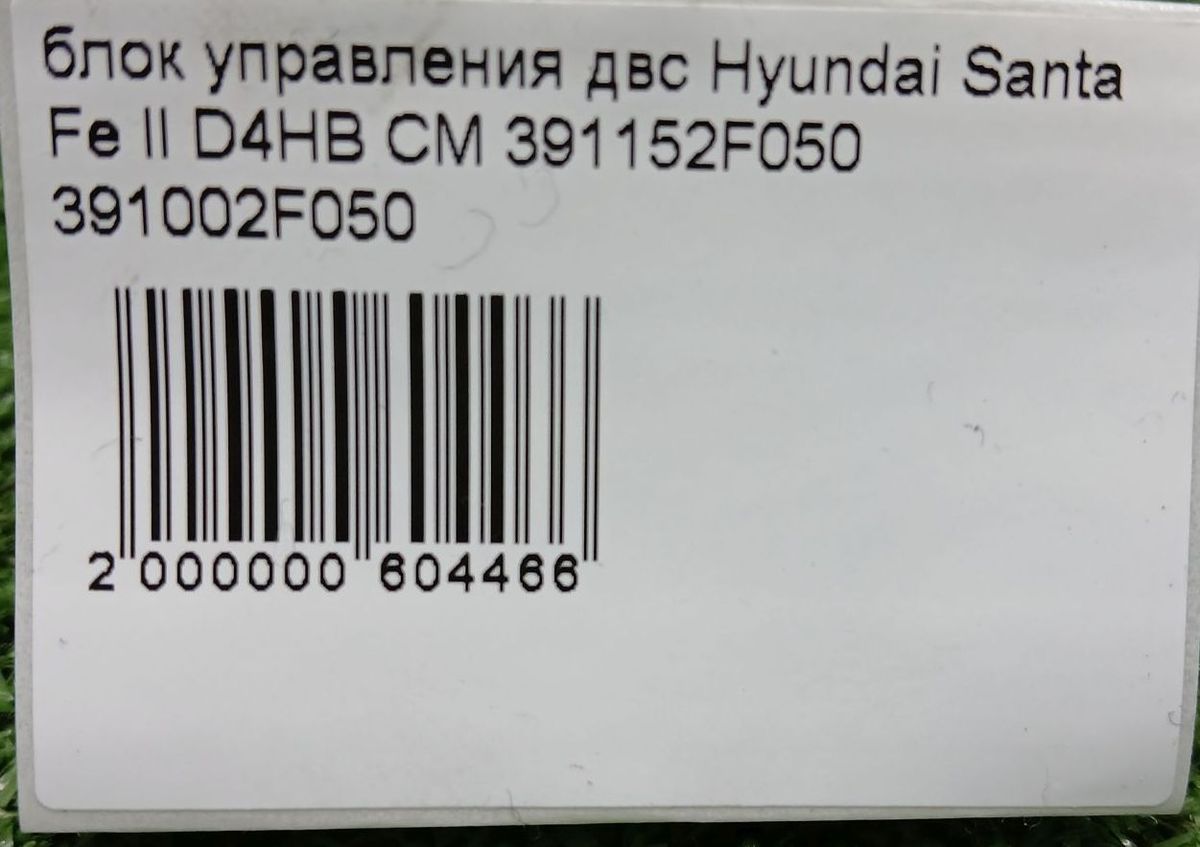 блок управления двс Hyundai Santa
Fe II D4HB CM 391152F050
391002F050
2 000000 604466